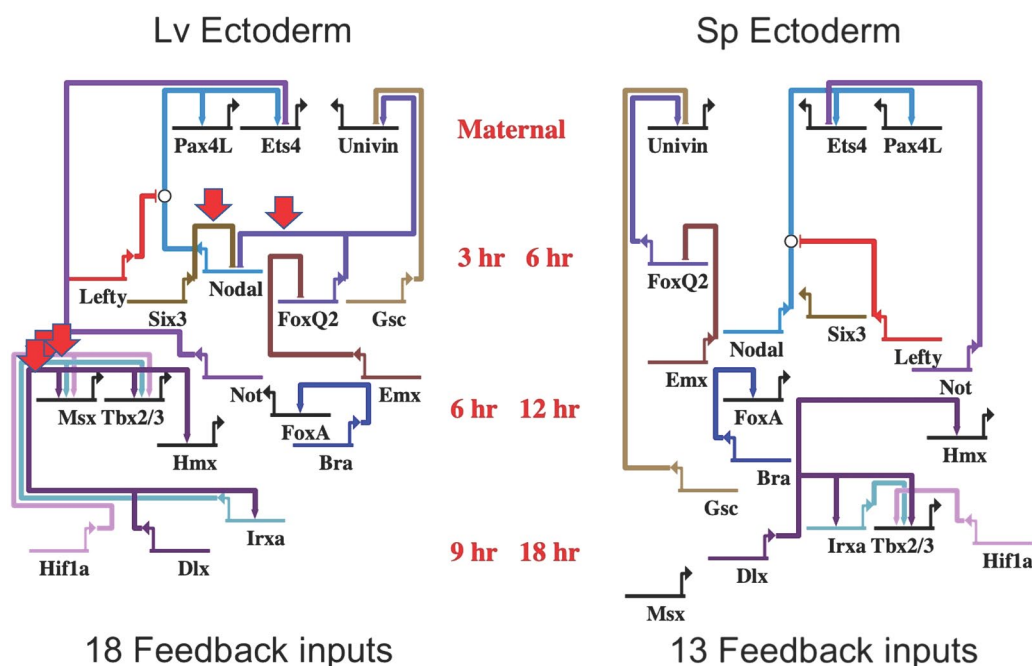 Lv Ectoderm
Sp Ectoderm
Pax4L Ets4 Univin
Maternal
Univin Ets4 Pax4L
Lefty Six3 Nodal FoxQ2 Gsc
3 hr 6 hr
FoxQ2 Nodal Six3 Lefty
Emx Not
Msx Tbx2/3 Not FoxA Emx
Hmx Bra
6 hr 12 hr
FoxA Hmx
Bra
Gsc
Irxa
Hif1a Dlx
9 hr 18 hr
Irxa Tbx2/3 Hif1a
Dlx
Msx
18 Feedback inputs
13 Feedback inputs